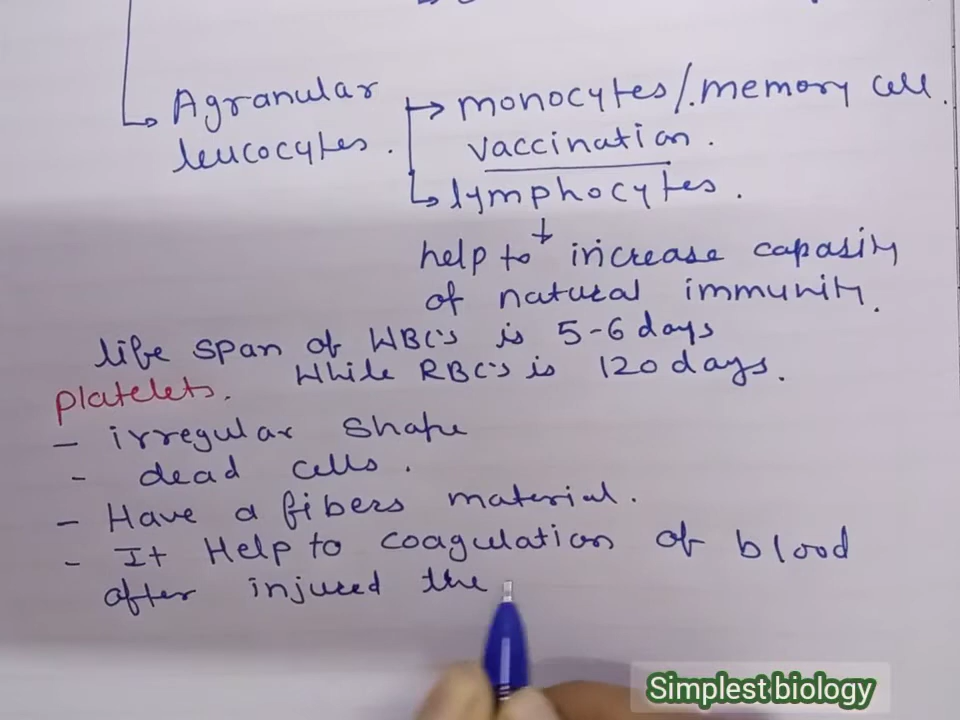 Agranular
leucocytes.
monocytes/.memory cell.
vaccination.
lymphocytes.
help to increase capasity
of natural immunity.
life span of WBC's is 5-6 days
While RBC's is 120 days.
Platelets.
- irregular shape
- dead cells.
- Have a fibers material.
- It Help to coagulation of blood
after injured the
Simplest biology